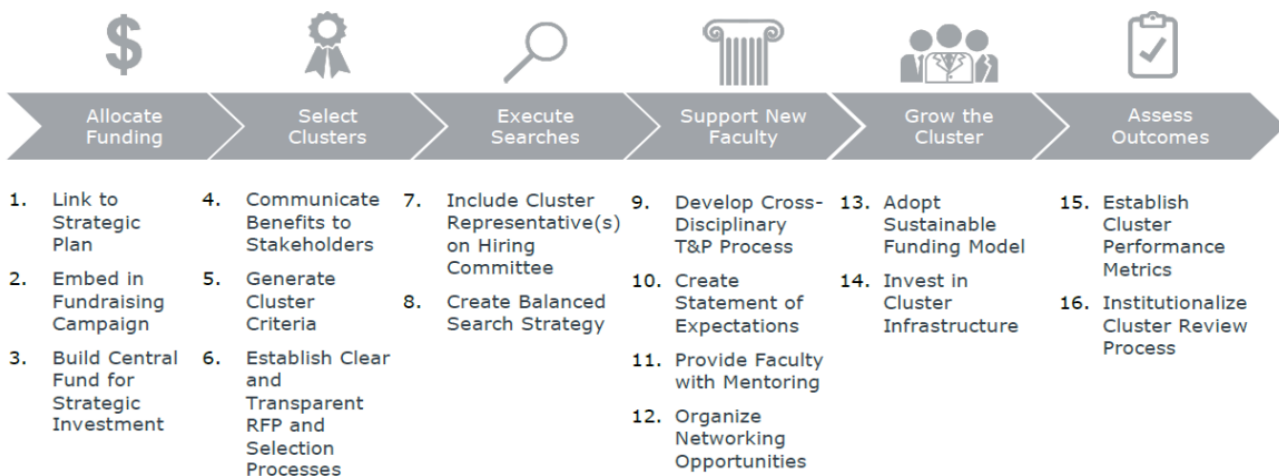 $
Allocate
Funding
Select
Clusters
Execute
Searches
Support New
Faculty
Grow the
Cluster
Assess
Outcomes
1. Link to
Strategic
Plan
2. Embed in
Fundraising
Campaign
3. Build Central
Fund for
Strategic
Investment
4. Communicate
Benefits to
Stakeholders
5. Generate
Cluster
Criteria
6. Establish Clear
and
Transparent
RFP and
Selection
Processes
7. Include Cluster
Representative(s)
on Hiring
Committee
8. Create Balanced
Search Strategy
9. Develop Cross-
Disciplinary
T&P Process
10. Create
Statement of
Expectations
11. Provide Faculty
with Mentoring
12. Organize
Networking
Opportunities
13. Adopt
Sustainable
Funding Model
14. Invest in
Cluster
Infrastructure
15. Establish
Cluster
Performance
Metrics
16. Institutionalize
Cluster Review
Process